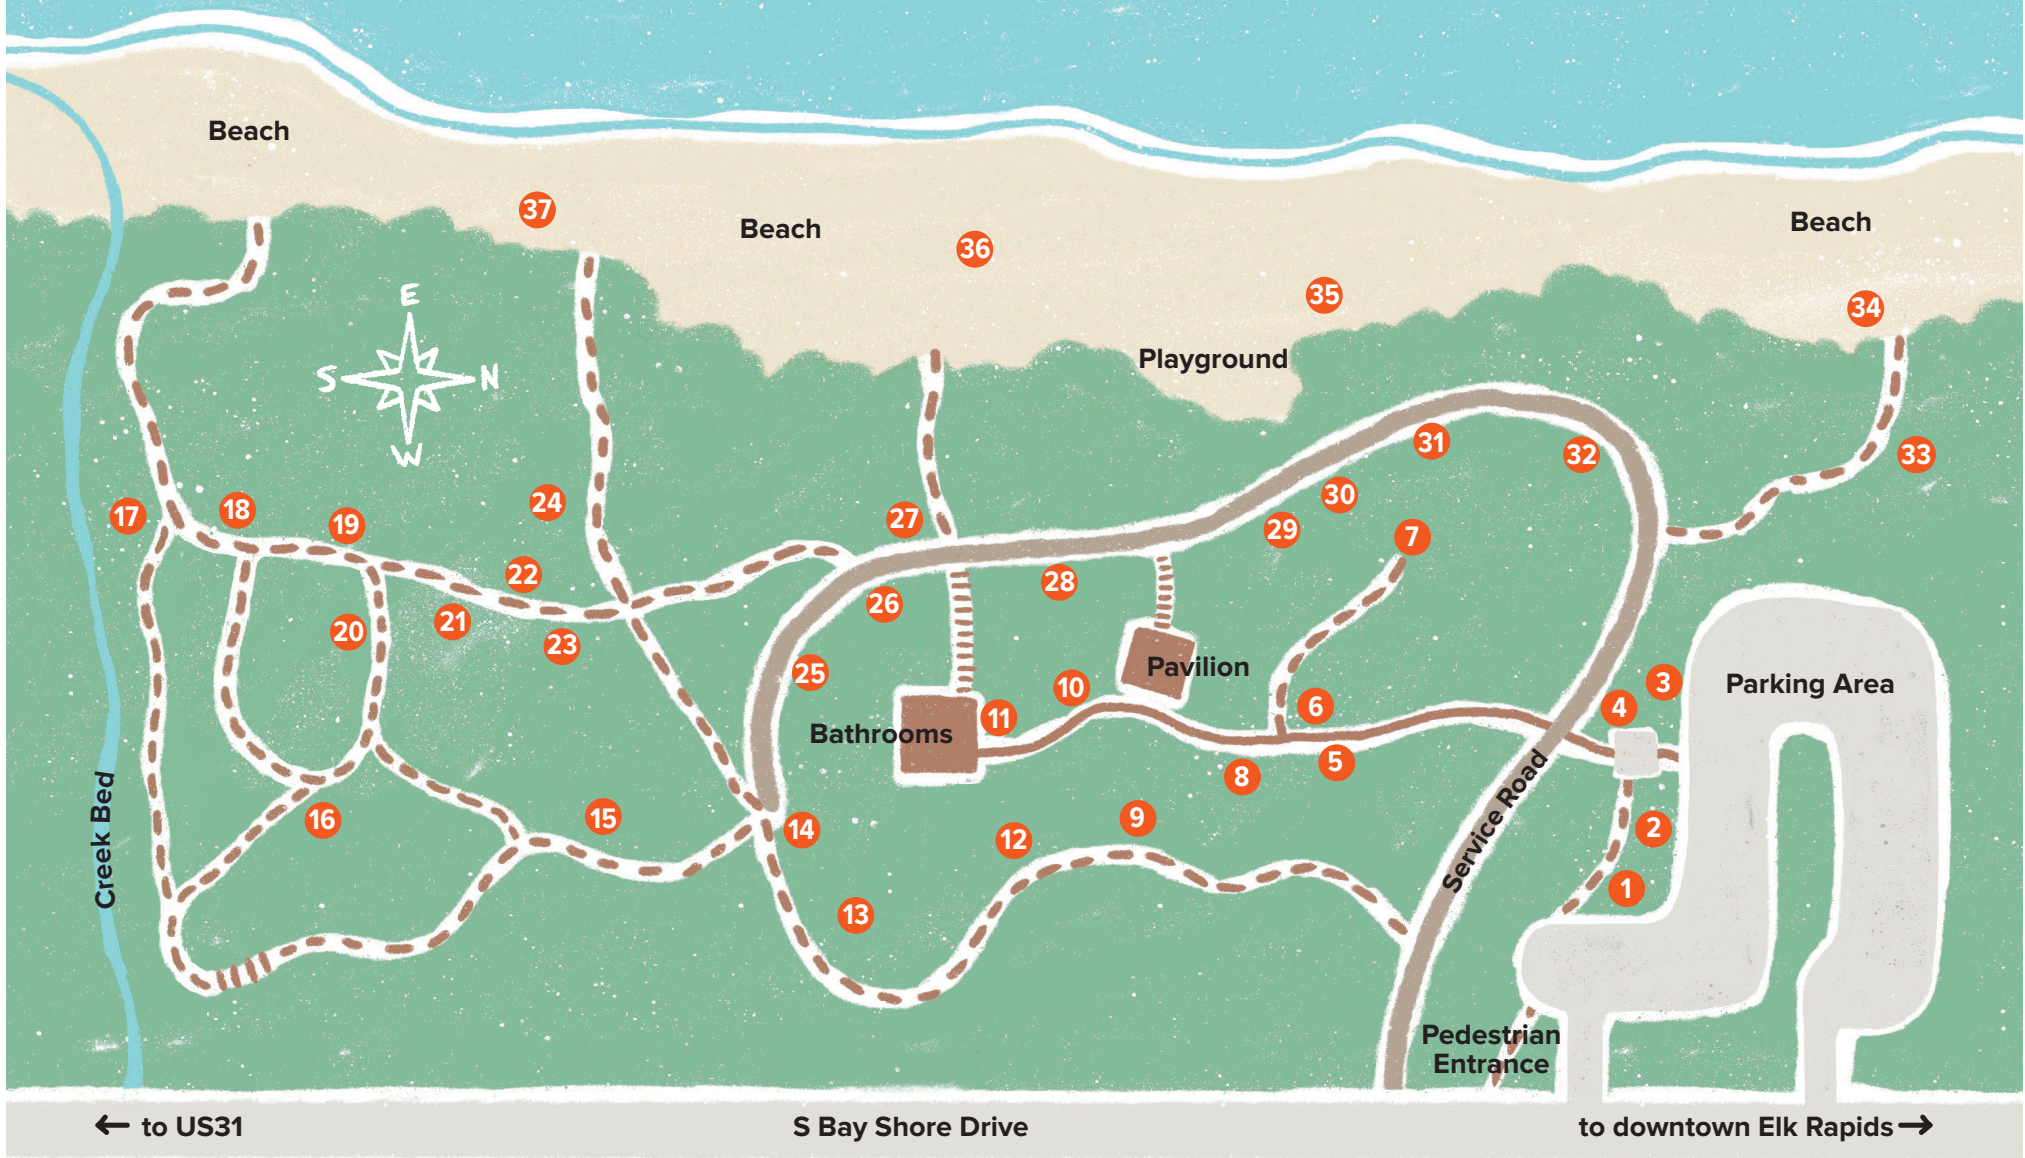 Beach
37
Beach
Beach
36
E
35
34
S
N
Playground
W
31
32
33
24
30
17
18
27
19
29
7
22
28
26
21
20
23
25
10
Pavilion
3
Parking Area
6
4
11
Bathrooms
5
8
16
15
14
9
12
2
Creek Bed
Service Road
1
13
Pedestrian
Entrance
← to US31
S Bay Shore Drive
to downtown Elk Rapids →